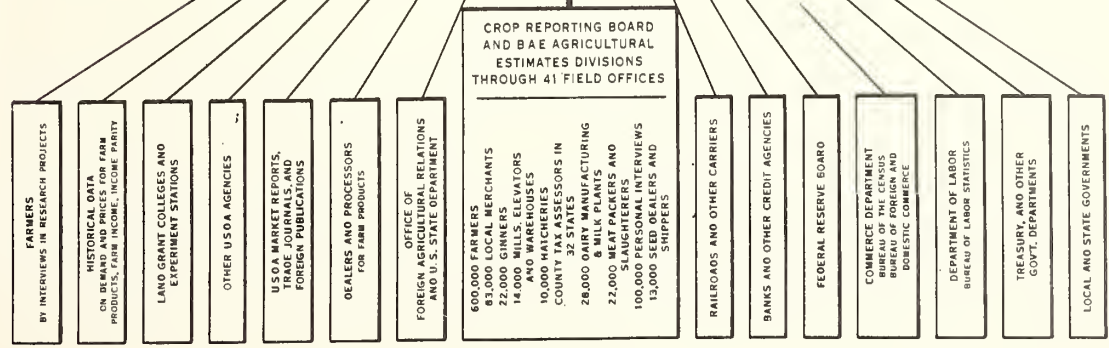 FARMERS
BY INTERVIEWS IN RESEARCH PROJECTS
HISTORICAL DATA
ON DEMAND AND PRICES FOR FARM
PRODUCTS, FARM INCOME, INCOME PARITY
LAND GRANT COLLEGES AND
EXPERIMENT STATIONS
OTHER USDA AGENCIES
USDA MARKET REPORTS,
TRADE JOURNALS, AND
FOREIGN PUBLICATIONS
DEALERS AND PROCESSORS
FOR FARM PRODUCTS
OFFICE OF
FOREIGN AGRICULTURAL RELATIONS
AND U.S. STATE DEPARTMENT
CROP REPORTING BOARD
AND BAE AGRICULTURAL
ESTIMATES DIVISIONS
THROUGH 41 FIELD OFFICES
600,000 FARMERS
83,000 LOCAL MERCHANTS
22,000 GINNERS
14,000 MILLS, ELEVATORS
AND WAREHOUSES
10,000 HATCHERIES
COUNTY TAX ASSESSORS IN
32 STATES
28,000 DAIRY MANUFACTURING
& MILK PLANTS
22,000 MEAT PACKERS AND
SLAUGHTERERS
100,000 PERSONAL INTERVIEWS
13,000 SEED DEALERS AND
SHIPPERS
RAILROADS AND OTHER CARRIERS
BANKS AND OTHER CREDIT AGENCIES
FEDERAL RESERVE BOARD
COMMERCE DEPARTMENT
BUREAU OF THE CENSUS
BUREAU OF FOREIGN AND
DOMESTIC COMMERCE
DEPARTMENT OF LABOR
BUREAU OF LABOR STATISTICS
TREASURY, AND OTHER
GOV'T. DEPARTMENTS
LOCAL AND STATE GOVERNMENTS